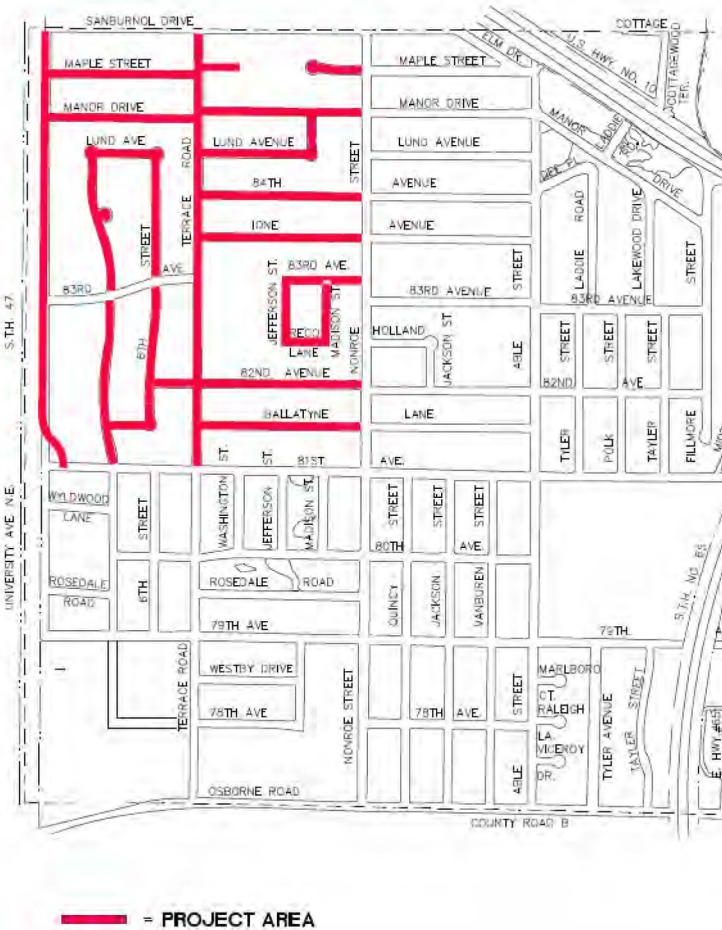 SANBURNOL DRIVE
COTTAGE
ELM DR.
U.S. HWY. NO. 10
COTTAGEWOOD
TER.
MAPLE STREET
MAPLE STREET
MANOR DRIVE
MANOR DRIVE
MANOR
DRIVE
LADDIE
RD.
LUND AVE
ROAD
LUND AVENUE
STREET
LUND AVENUE
84TH
AVENUE
IONE
AVENUE
TERRACE
STREET
6TH
83RD
AVE.
83RD AVE.
83RD AVENUE
83RD AVENUE
LADDIE ROAD
LAKEWOOD DRIVE
STREET
STREET
ABLE
JEFFERSON ST.
MADISON ST.
MONROE
RECO
LANE
HOLLAND
JACKSON ST.
82ND AVENUE
82ND
AVE.
STREET
STREET
STREET
TYLER
POLK
TAYLER
FILLMORE
BALLATYNE
LANE
81ST
AVE.
S.T.H. 47
UNIVERSITY AVE N.E.
WYLDWOOD
LANE
STREET
6TH
WASHINGTON
ST.
JEFFERSON
ST.
MADISON ST.
STREET
STREET
STREET
80TH
AVE.
QUINCY
JACKSON
VANBUREN
ROSEDALE
ROAD
ROSEDALE ROAD
79TH AVE
79TH.
S.T.H. NO. 65
TERRACE ROAD
WESTBY DRIVE
78TH AVE
MONROE STREET
78TH AVE.
STREET
ABLE
MARLBORO
CT.
RALEIGH
LA.
VICEROY
DR.
TYLER AVENUE
TAYLER STREET
E. HWY #65
OSBORNE ROAD
COUNTY ROAD B
= PROJECT AREA